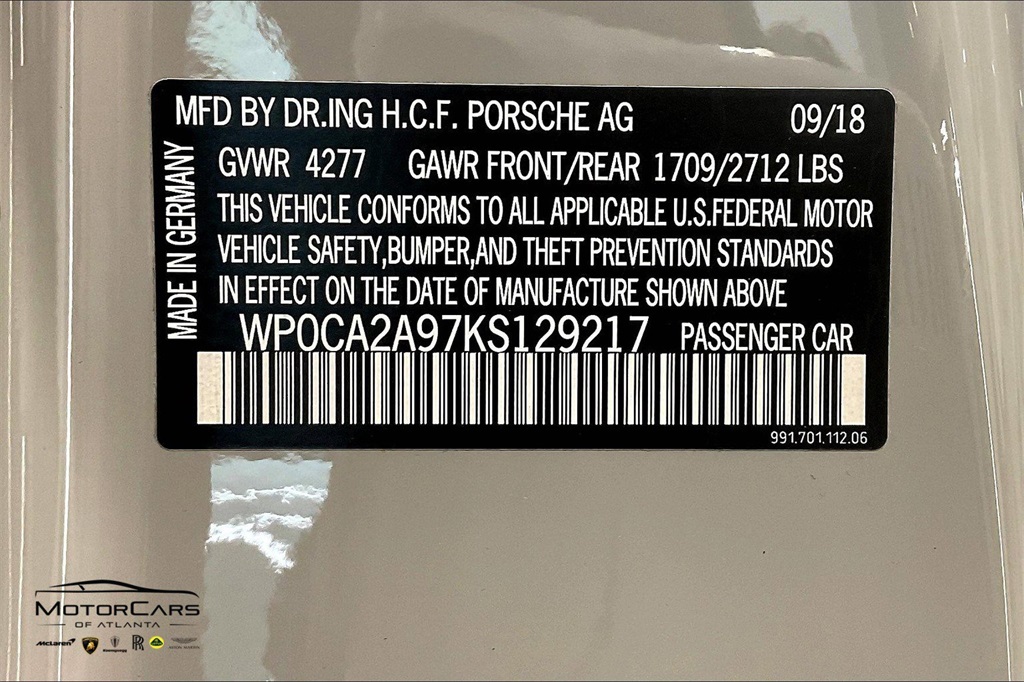 MFD BY DR.ING H.C.F. PORSCHE AG 09/18
GVWR 4277 GAWR FRONT/REAR 1709/2712 LBS
THIS VEHICLE CONFORMS TO ALL APPLICABLE U.S.FEDERAL MOTOR
VEHICLE SAFETY,BUMPER,AND THEFT PREVENTION STANDARDS
IN EFFECT ON THE DATE OF MANUFACTURE SHOWN ABOVE
MADE IN GERMANY
WP0CA2A97KS129217 PASSENGER CAR
991.701.112.06
MOTORCARS
OF ATLANTA
McLaren